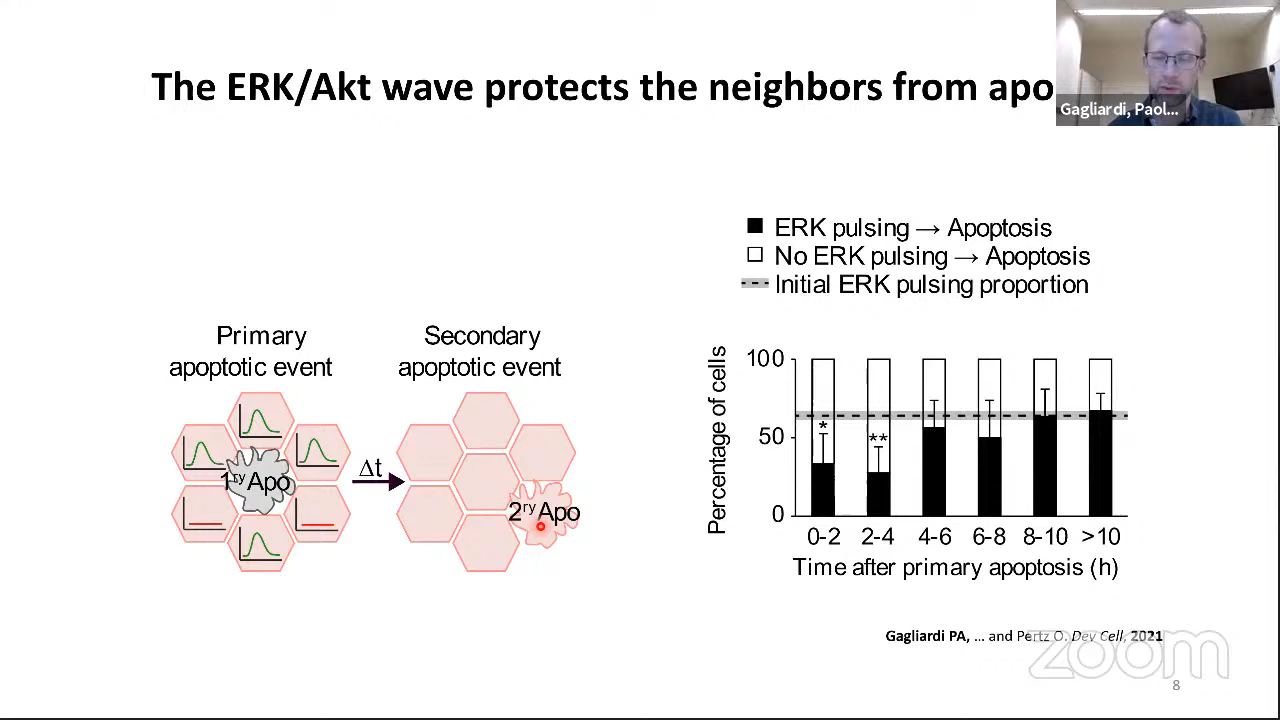 The ERK/Akt wave protects the neighbors from apo
Gagliardi, Paol...
ERK pulsing → Apoptosis
No ERK pulsing → Apoptosis
Initial ERK pulsing proportion
Primary
apoptotic event
Secondary
apoptotic event
1ry Apo
Δt
2ry Apo
Percentage of cells
100
50
0
*
**
0-2
2-4
4-6
6-8
8-10
>10
Time after primary apoptosis (h)
Gagliardi PA, ... and Pertz O. Dev Cell, 2021
zoom
8